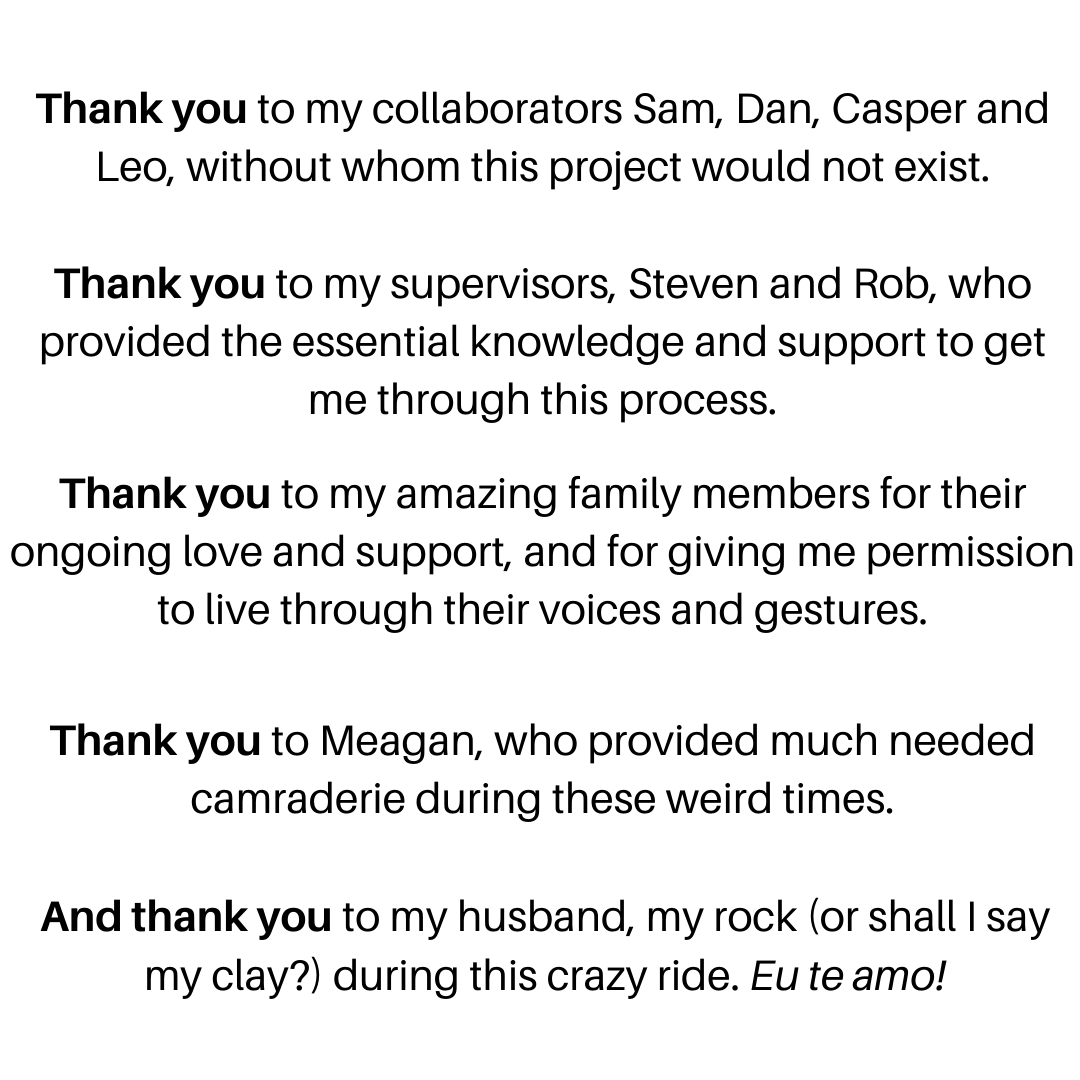 Thank you to my collaborators Sam, Dan, Casper and
Leo, without whom this project would not exist.
Thank you to my supervisors, Steven and Rob, who
provided the essential knowledge and support to get
me through this process.
Thank you to my amazing family members for their
ongoing love and support, and for giving me permission
to live through their voices and gestures.
Thank you to Meagan, who provided much needed
camraderie during these weird times.
And thank you to my husband, my rock (or shall I say
my clay?) during this crazy ride. Eu te amo!